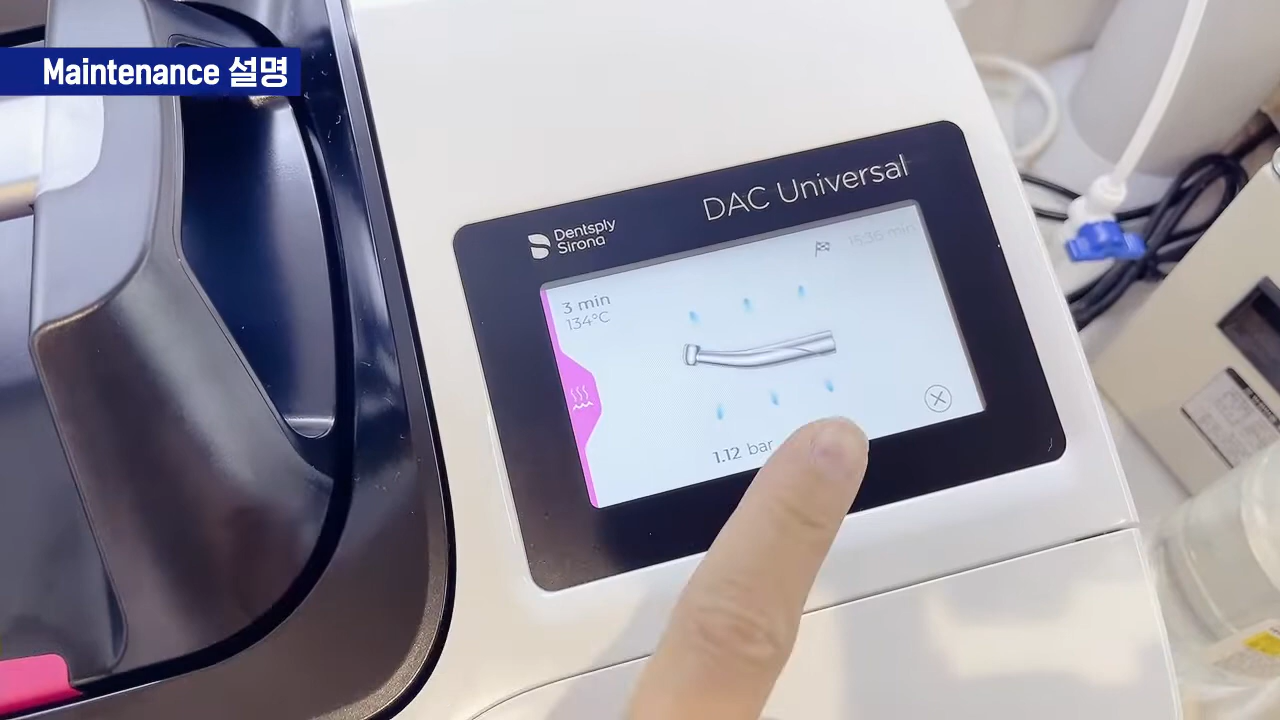 Maintenance 설명
DAC Universal
Dentsply
Sirona
15:36 min
3 min
134°C
1.12 bar